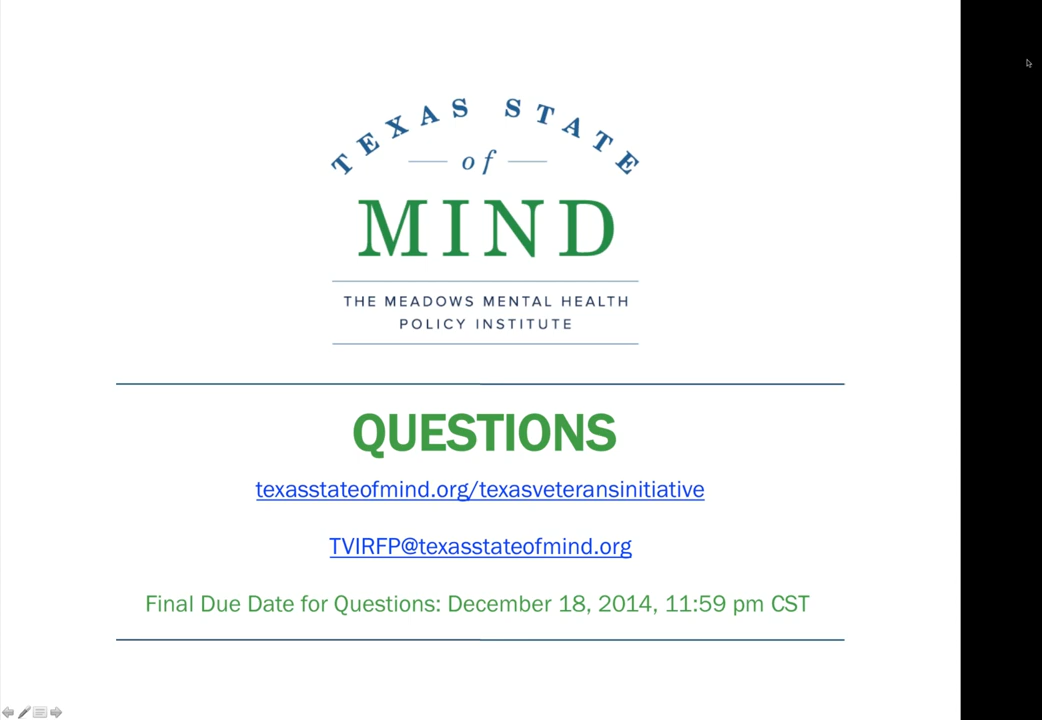 TEXAS STATE
of
MIND
THE MEADOWS MENTAL HEALTH
POLICY INSTITUTE
QUESTIONS
texasstateofmind.org/texasveteransinitiative
TVIRFP@texasstateofmind.org
Final Due Date for Questions: December 18, 2014, 11:59 pm CST